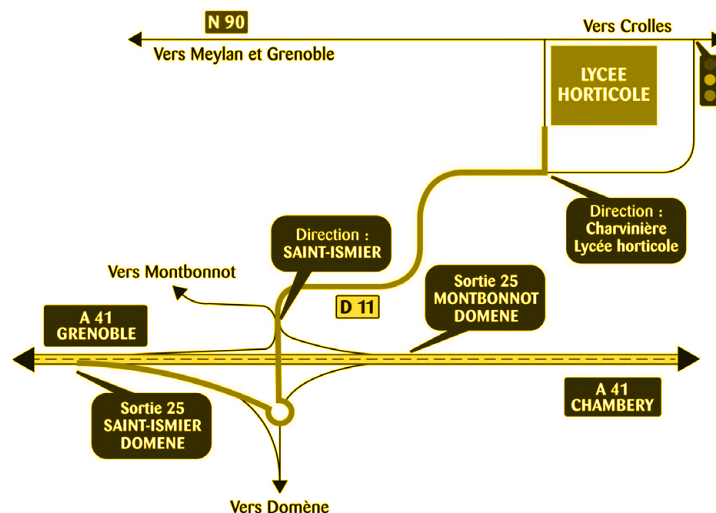 N 90
Vers Crolles
Vers Meylan et Grenoble
LYCEE
HORTICOLE
Direction :
Charvinière
Lycée horticole
Direction :
SAINT-ISMIER
Vers Montbonnot
Sortie 25
MONTBONNOT
DOMENE
D 11
A 41
GRENOBLE
A 41
CHAMBERY
Sortie 25
SAINT-ISMIER
DOMENE
Vers Domène